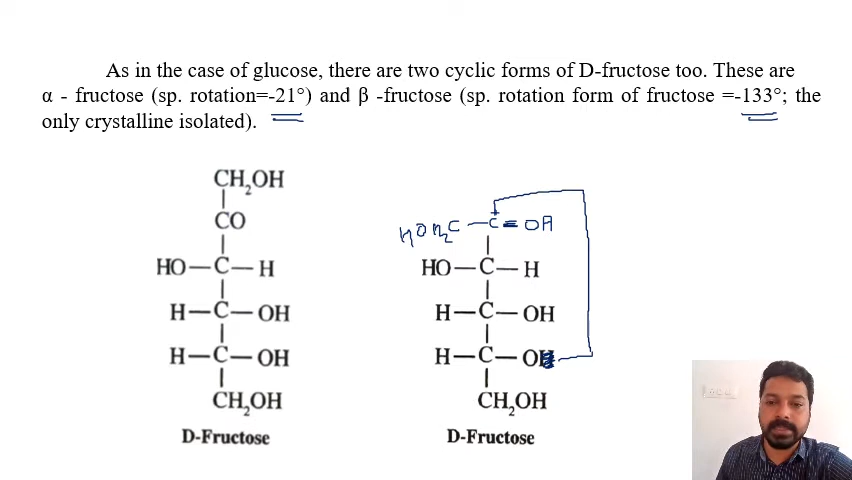 As in the case of glucose, there are two cyclic forms of D-fructose too. These are
α - fructose (sp. rotation=-21°) and β -fructose (sp. rotation form of fructose =-133°; the
only crystalline isolated).
CH₂OH
CO
HO—C—H
H—C—OH
H—C—OH
CH₂OH
D-Fructose
HOH₂C —C= OH
HO—C—H
H—C—OH
H—C—O
CH₂OH
D-Fructose